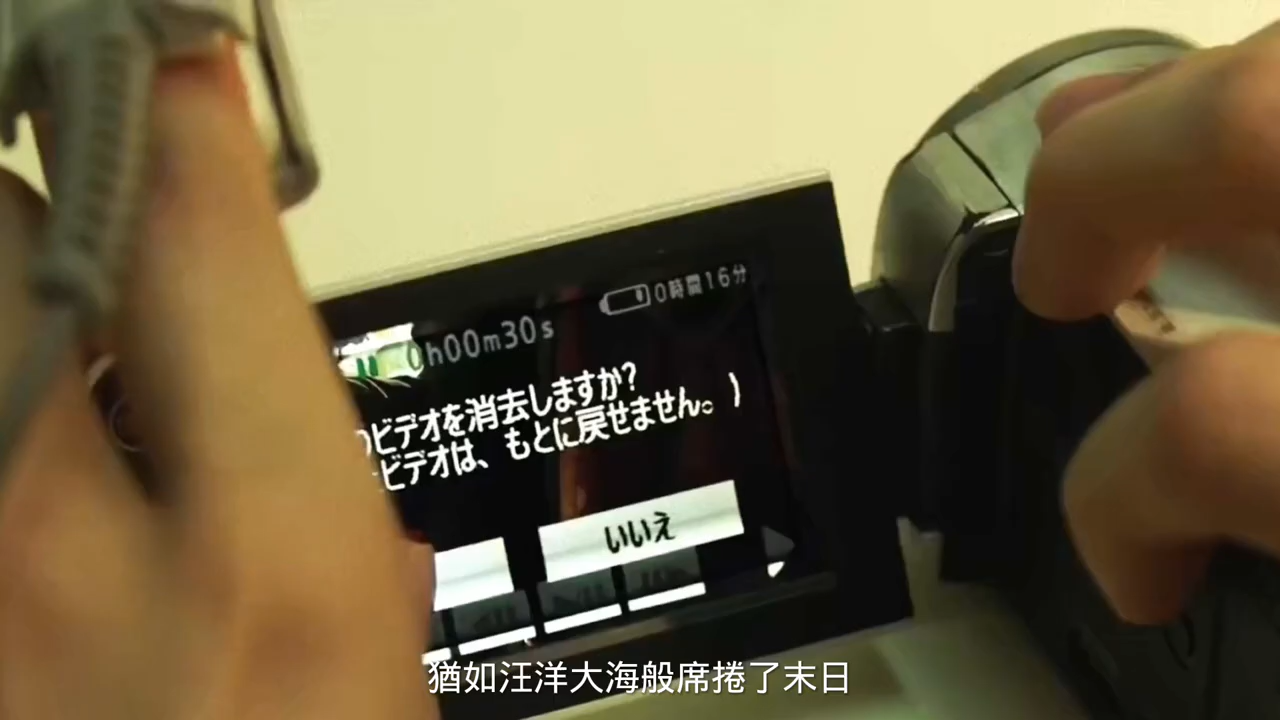 0時間16分
0h00m30s
ビデオを消去しますか?
ビデオは、もとに戻せません。)
いいえ
猶如汪洋大海般席捲了末日